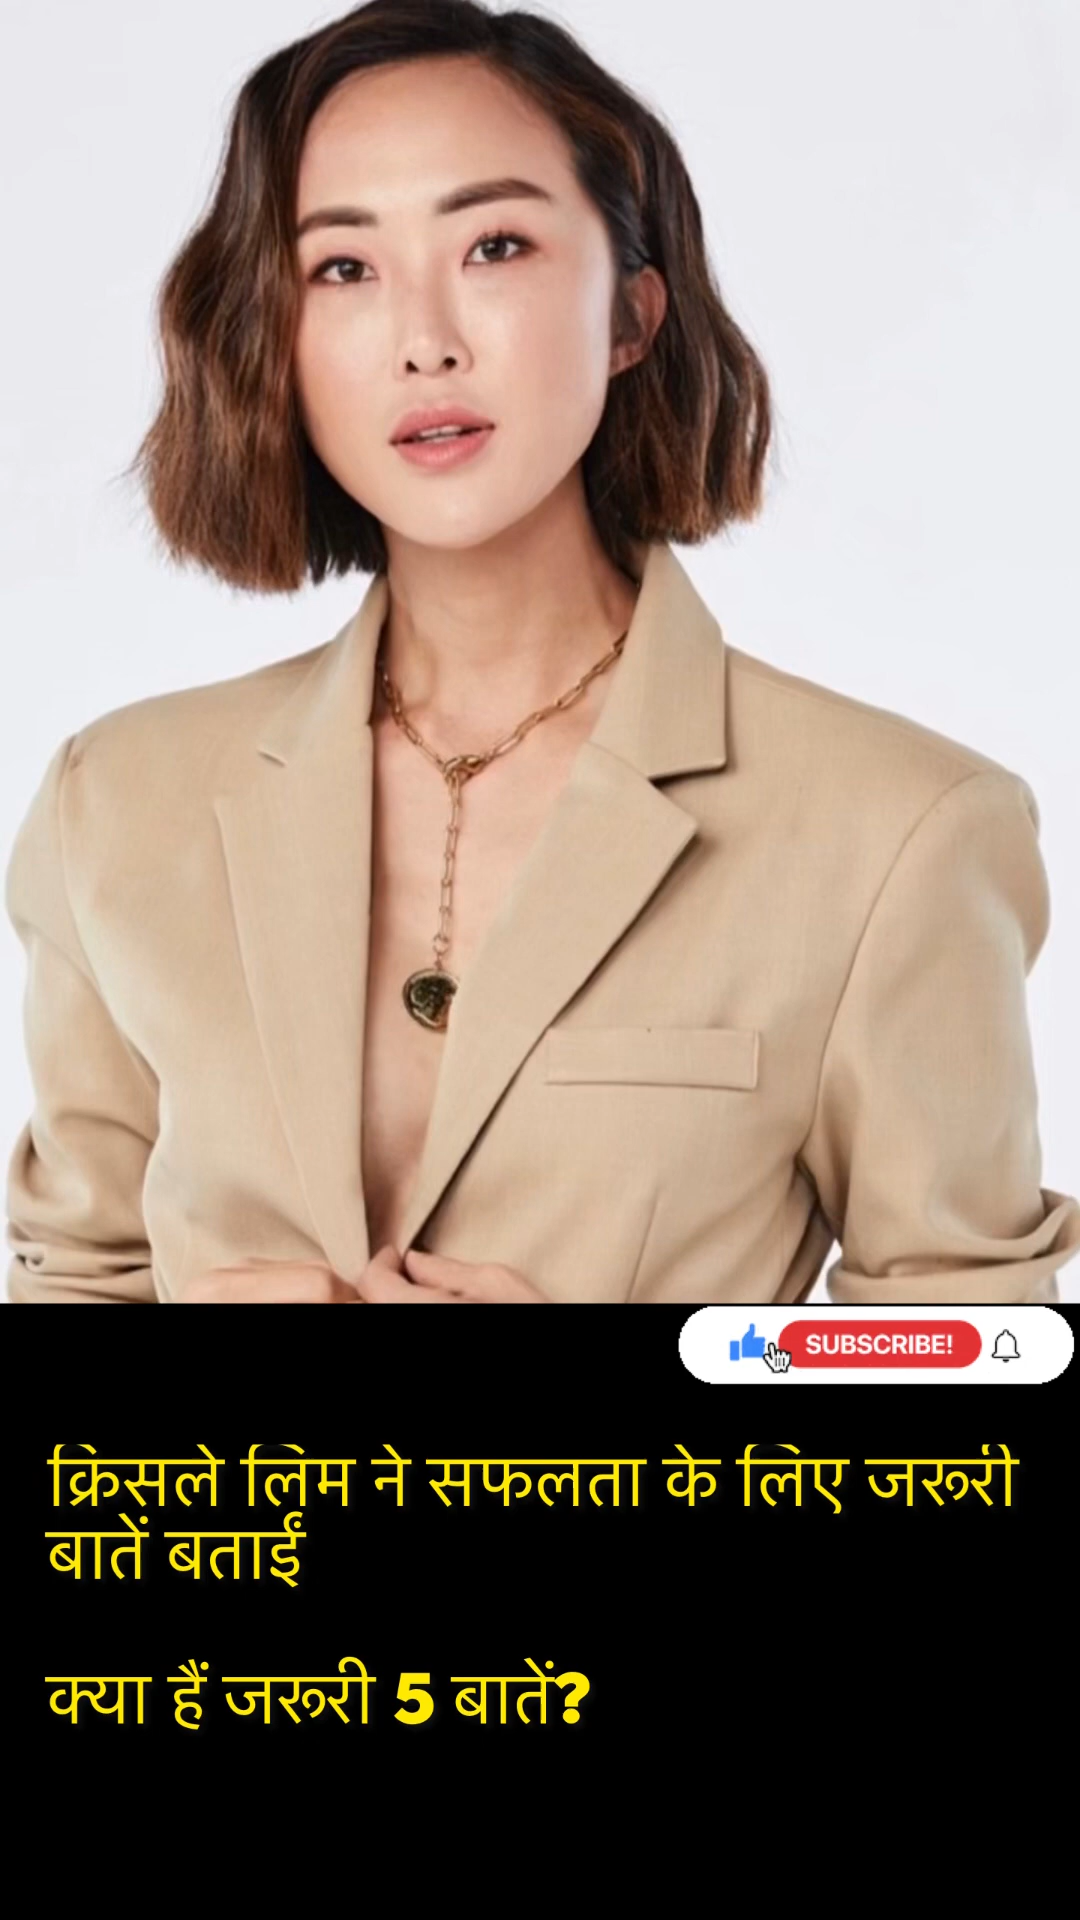 SUBSCRIBE!
क्रिसले लिम ने सफलता के लिए जरूरी
बातें बताईं
क्या हैं जरूरी 5 बातें?